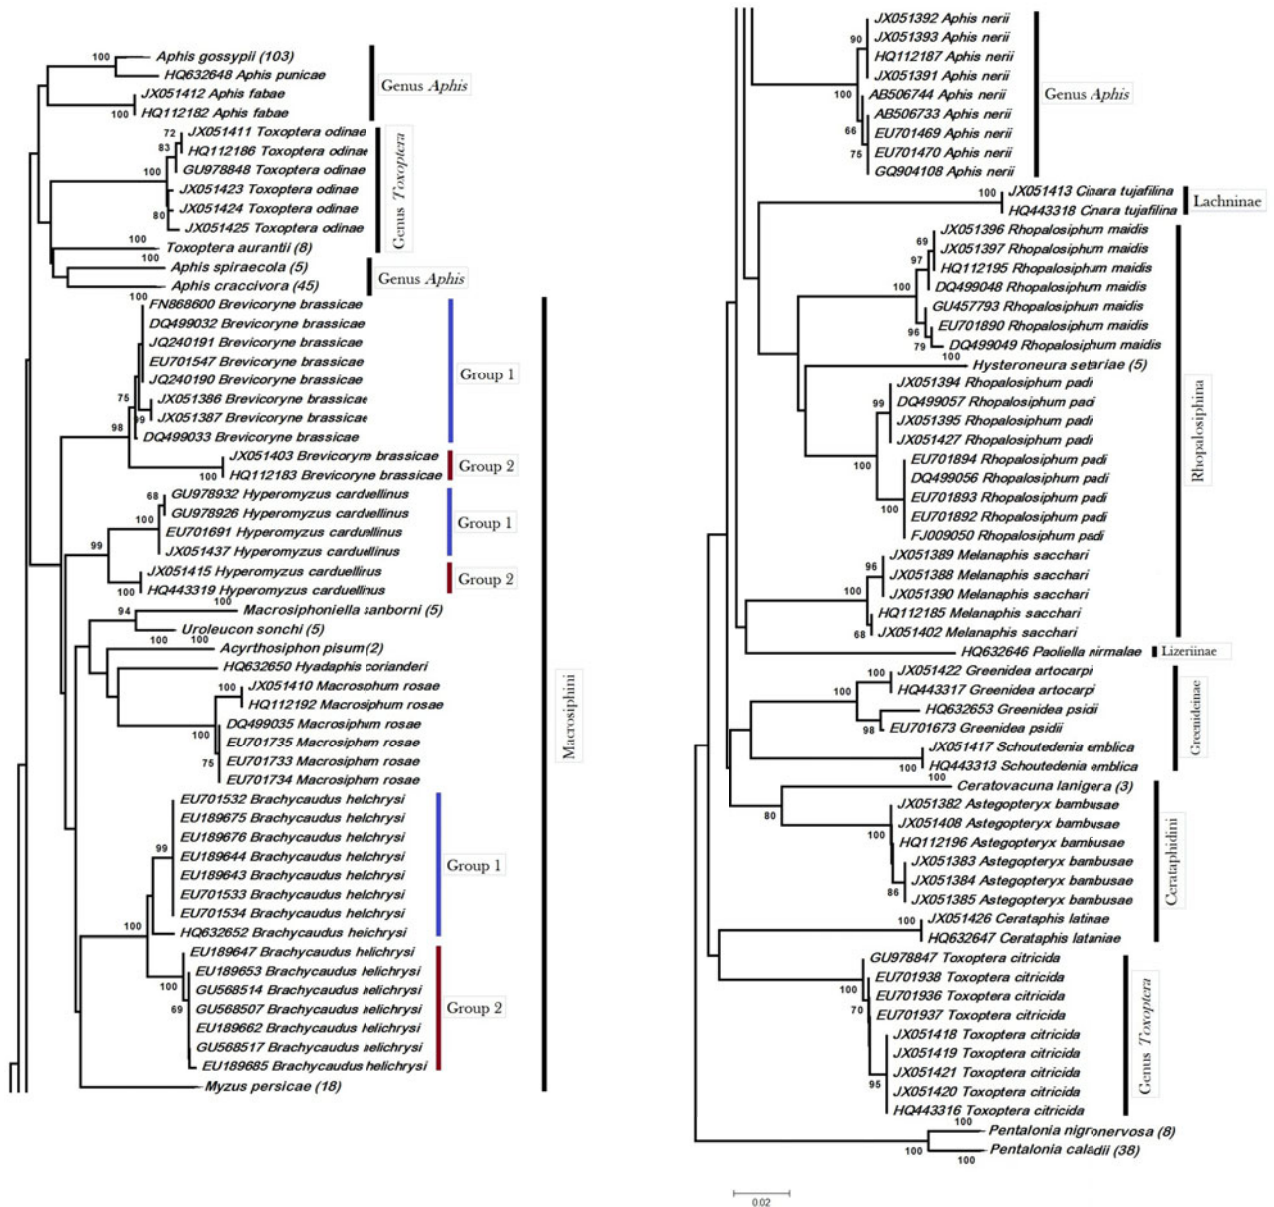 100
Aphis gossypii (103)
HQ632648 Aphis punicae
JX051412 Aphis fabae
100 HQ112182 Aphis fabae
Genus Aphis
72 JX051411 Toxoptera odinae
83 HQ112186 Toxoptera odinae
GU978848 Toxoptera odinae
100
JX051423 Toxoptera odinae
JX051424 Toxoptera odinae
80
JX051425 Toxoptera odinae
Genus Toxoptera
100
Toxoptera aurantii (8)
100
Aphis spiraecola (5)
Aphis craccivora (45)
Genus Aphis
100
FN868600 Brevicoryne brassicae
DQ499032 Brevicoryne brassicae
JQ240191 Brevicoryne brassicae
EU701547 Brevicoryne brassicae
JQ240190 Brevicoryne brassicae
75
JX051386 Brevicoryne brassicae
JX051387 Brevicoryne brassicae
99
98
DQ499033 Brevicoryne brassicae
Group 1
JX051403 Brevicoryne brassicae
100 HQ112183 Brevicoryne brassicae
Group 2
68 GU978932 Hyperomyzus carduellinus
GU978926 Hyperomyzus carduellinus
100
EU701691 Hyperomyzus carduellinus
JX051437 Hyperomyzus carduellinus
Group 1
99
JX051415 Hyperomyzus carduellirus
100 HQ443319 Hyperomyzus carduellinus
Group 2
94
100
Macrosiphoniella sanborni (5)
Uroleucon sonchi (5)
100
100
Acyrthosiphon pisum (2)
HQ632650 Hyadaphis corianderi
100 JX051410 Macrosiphum rosae
HQ112192 Macrosiphum rosae
DQ499035 Macrosiphum rosae
100
EU701735 Macrosiphum rosae
75 EU701733 Macrosiphum rosae
EU701734 Macrosiphum rosae
EU701532 Brachycaudus helchrysi
EU189675 Brachycaudus helchrysi
EU189676 Brachycaudus helchrysi
99
EU189644 Brachycaudus helchrysi
EU189643 Brachycaudus helchrysi
EU701533 Brachycaudus helchrysi
EU701534 Brachycaudus helchrysi
100
HQ632652 Brachycaudus heichrysi
Group 1
EU189647 Brachycaudus helichrysi
EU189653 Brachycaudus helichrysi
100
GU568514 Brachycaudus helichrysi
69
GU568507 Brachycaudus helichrysi
EU189662 Brachycaudus helichrysi
GU568517 Brachycaudus helichrysi
EU189685 Brachycaudus helichrysi
Group 2
Myzus persicae (18)
Macrosiphini
JX051392 Aphis nerii
90 JX051393 Aphis nerii
HQ112187 Aphis nerii
JX051391 Aphis nerii
100
AB506744 Aphis nerii
AB506733 Aphis nerii
66 EU701469 Aphis nerii
75 EU701470 Aphis nerii
GQ904108 Aphis nerii
Genus Aphis
100 JX051413 Cinara tujafilina
HQ443318 Cinara tujafilina
Lachninae
JX051396 Rhopalosiphum maidis
69
JX051397 Rhopalosiphum maidis
97
HQ112195 Rhopalosiphum maidis
100 DQ499048 Rhopalosiphum maidis
GU457793 Rhopalosiphum maidis
96 EU701890 Rhopalosiphum maidis
79 DQ499049 Rhopalosiphum maidis
100
Hysteroneura setariae (5)
JX051394 Rhopalosiphum padi
99 DQ499057 Rhopalosiphum padi
JX051395 Rhopalosiphum padi
JX051427 Rhopalosiphum padi
100 EU701894 Rhopalosiphum padi
DQ499056 Rhopalosiphum padi
100 EU701893 Rhopalosiphum padi
EU701892 Rhopalosiphum padi
FJ009050 Rhopalosiphum padi
JX051389 Melanaphis sacchari
96
JX051388 Melanaphis sacchari
100 JX051390 Melanaphis sacchari
HQ112185 Melanaphis sacchari
68 JX051402 Melanaphis sacchari
Rhopalosiphina
HQ632646 Paoliella nirmalae
Lizeriinae
JX051422 Greenidea artocarpi
100
100 HQ443317 Greenidea artocarpi
HQ632653 Greenidea psidii
98 EU701673 Greenidea psidii
JX051417 Schoutedenia emblica
100 HQ443313 Schoutedenia emblica
Greenideinae
100
Ceratovacuna lanigera (3)
80
JX051382 Astegopteryx bambusae
JX051408 Astegopteryx bambusae
100
HQ112196 Astegopteryx bambusae
JX051383 Astegopteryx bambusae
JX051384 Astegopteryx bambusae
86
JX051385 Astegopteryx bambusae
100 JX051426 Cerataphis lataniae
HQ632647 Cerataphis lataniae
Cerataphidini
GU978847 Toxoptera citricida
EU701938 Toxoptera citricida
100
EU701936 Toxoptera citricida
70
EU701937 Toxoptera citricida
JX051418 Toxoptera citricida
JX051419 Toxoptera citricida
JX051421 Toxoptera citricida
95
JX051420 Toxoptera citricida
HQ443316 Toxoptera citricida
Genus Toxoptera
100
Pentalonia nigronervosa (8)
100
Pentalonia caladii (38)
100
0.02